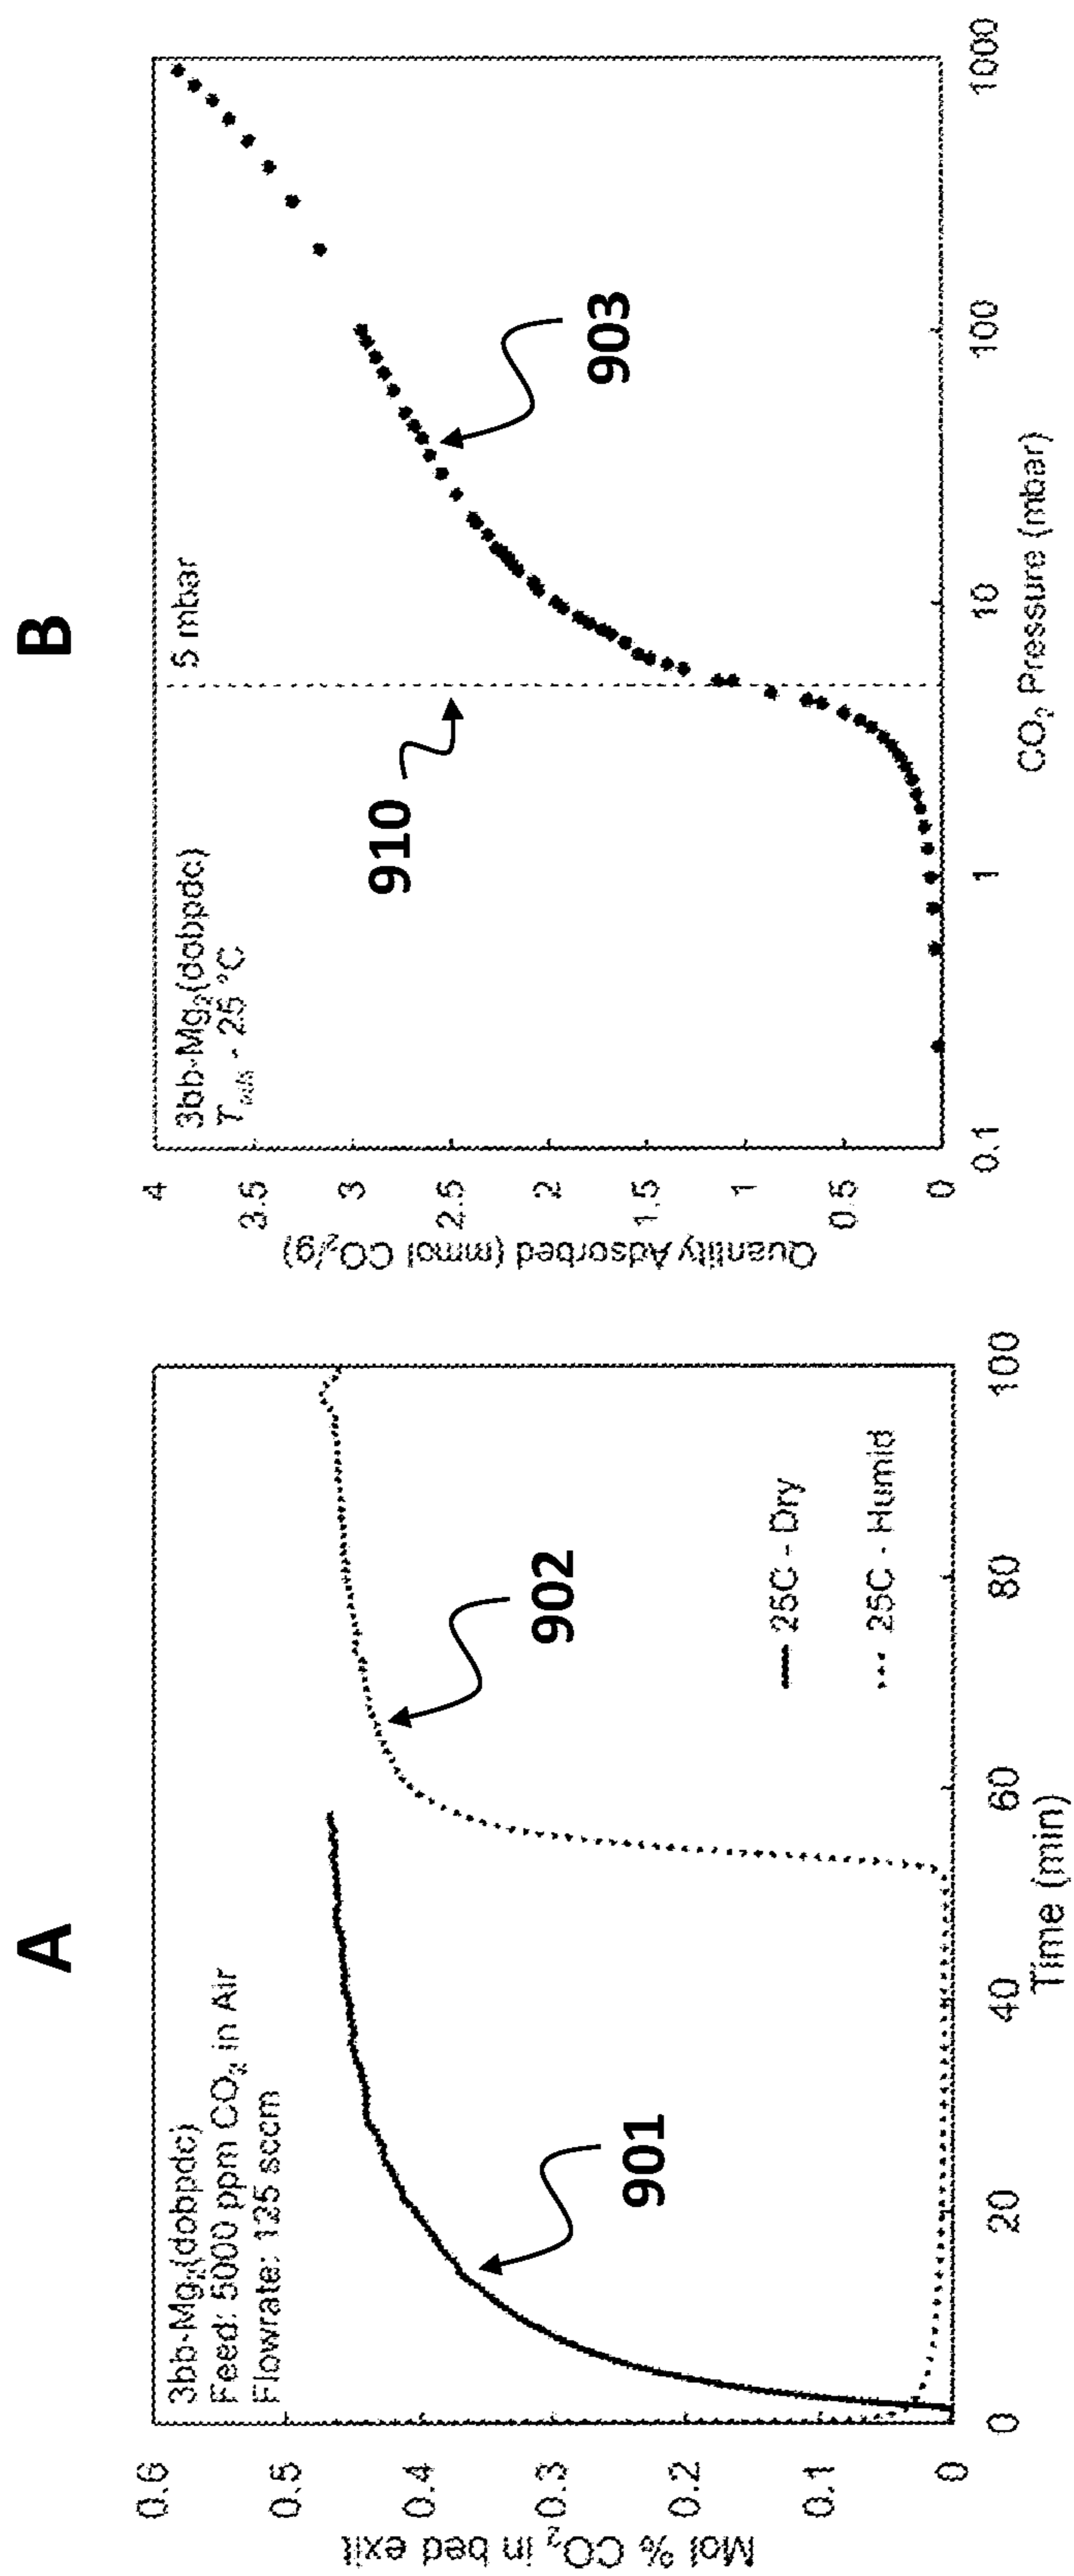 A
3bb-Mg₂(dobpdc)
Feed: 5000 ppm CO₂ in Air
Flowrate: 125 sccm
0.6
0.5
0.4
0.3
0.2
0.1
0
Mol % CO₂ in bed exit
0
20
40
60
80
100
Time (min)
25C - Dry
25C - Humid
901
902
B
3bb-Mg₂(dobpdc)
- 25 °C
5 mbar
4
3.5
3
2.5
2
1.5
1
0.5
0
Quantity Adsorbed (mmol CO₂/g)
0.1
1
10
100
1000
CO₂ Pressure (mbar)
910
903